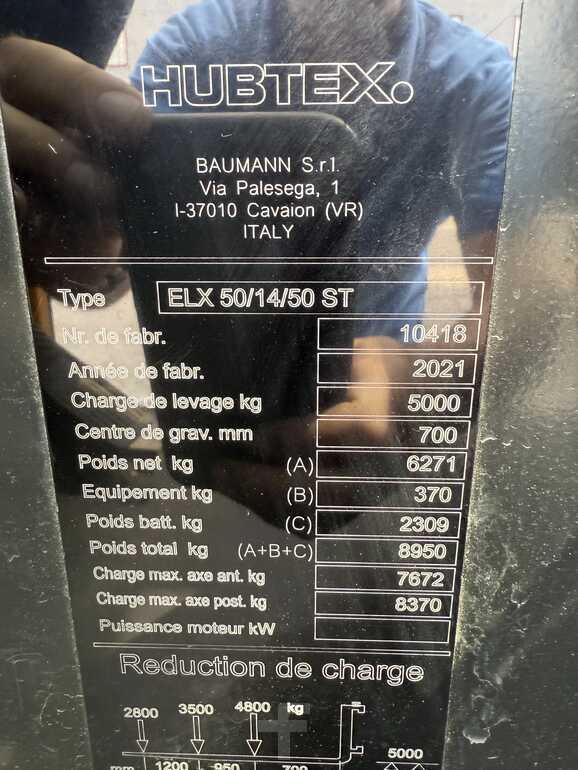 HUBTEX.
BAUMANN S.r.l.
Via Palesega, 1
I-37010 Cavaion (VR)
ITALY
Type ELX 50/14/50 ST
Nr. de fabr. 10418
Année de fabr. 2021
Charge de levage kg 5000
Centre de grav. mm 700
Poids net kg (A) 6271
Equipement kg (B) 370
Poids batt. kg (C) 2309
Poids total kg (A+B+C) 8950
Charge max. axe ant. kg 7672
Charge max. axe post. kg 8370
Puissance moteur kW
Reduction de charge
2800 3500 4800 kg
5000
mm 1200 950 700